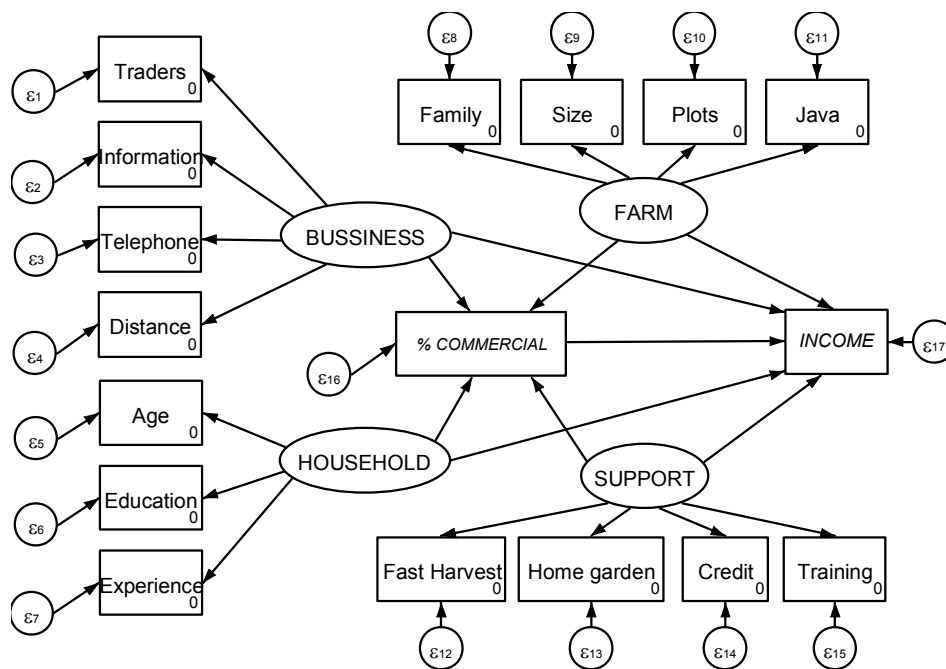 ε8
ε9
ε10
ε11
ε1
Traders
0
Family
0
Size
0
Plots
0
Java
0
ε2
Information
0
ε3
Telephone
0
BUSSINESS
FARM
ε4
Distance
0
% COMMERCIAL
INCOME
ε17
ε16
ε5
Age
0
HOUSEHOLD
SUPPORT
ε6
Education
0
ε7
Experience
0
Fast Harvest
0
Home garden
0
Credit
0
Training
0
ε12
ε13
ε14
ε15